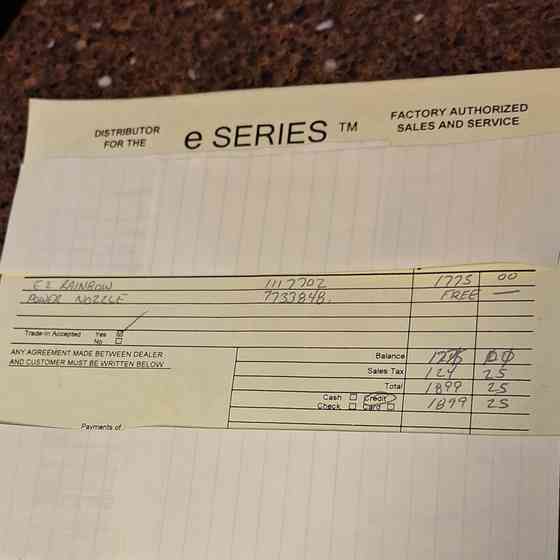 DISTRIBUTOR FOR THE
e SERIES ™
FACTORY AUTHORIZED SALES AND SERVICE
E2 RAINBOW 1117702 1775 00
POWER NOZZLE 7733848. FREE —
Trade-in Accepted Yes
No
ANY AGREEMENT MADE BETWEEN DEALER
AND CUSTOMER MUST BE WRITTEN BELOW
Balance 1775 00
Sales Tax 124 25
Total 1899 25
Cash Credit
Check Card 1899 25
Payments of